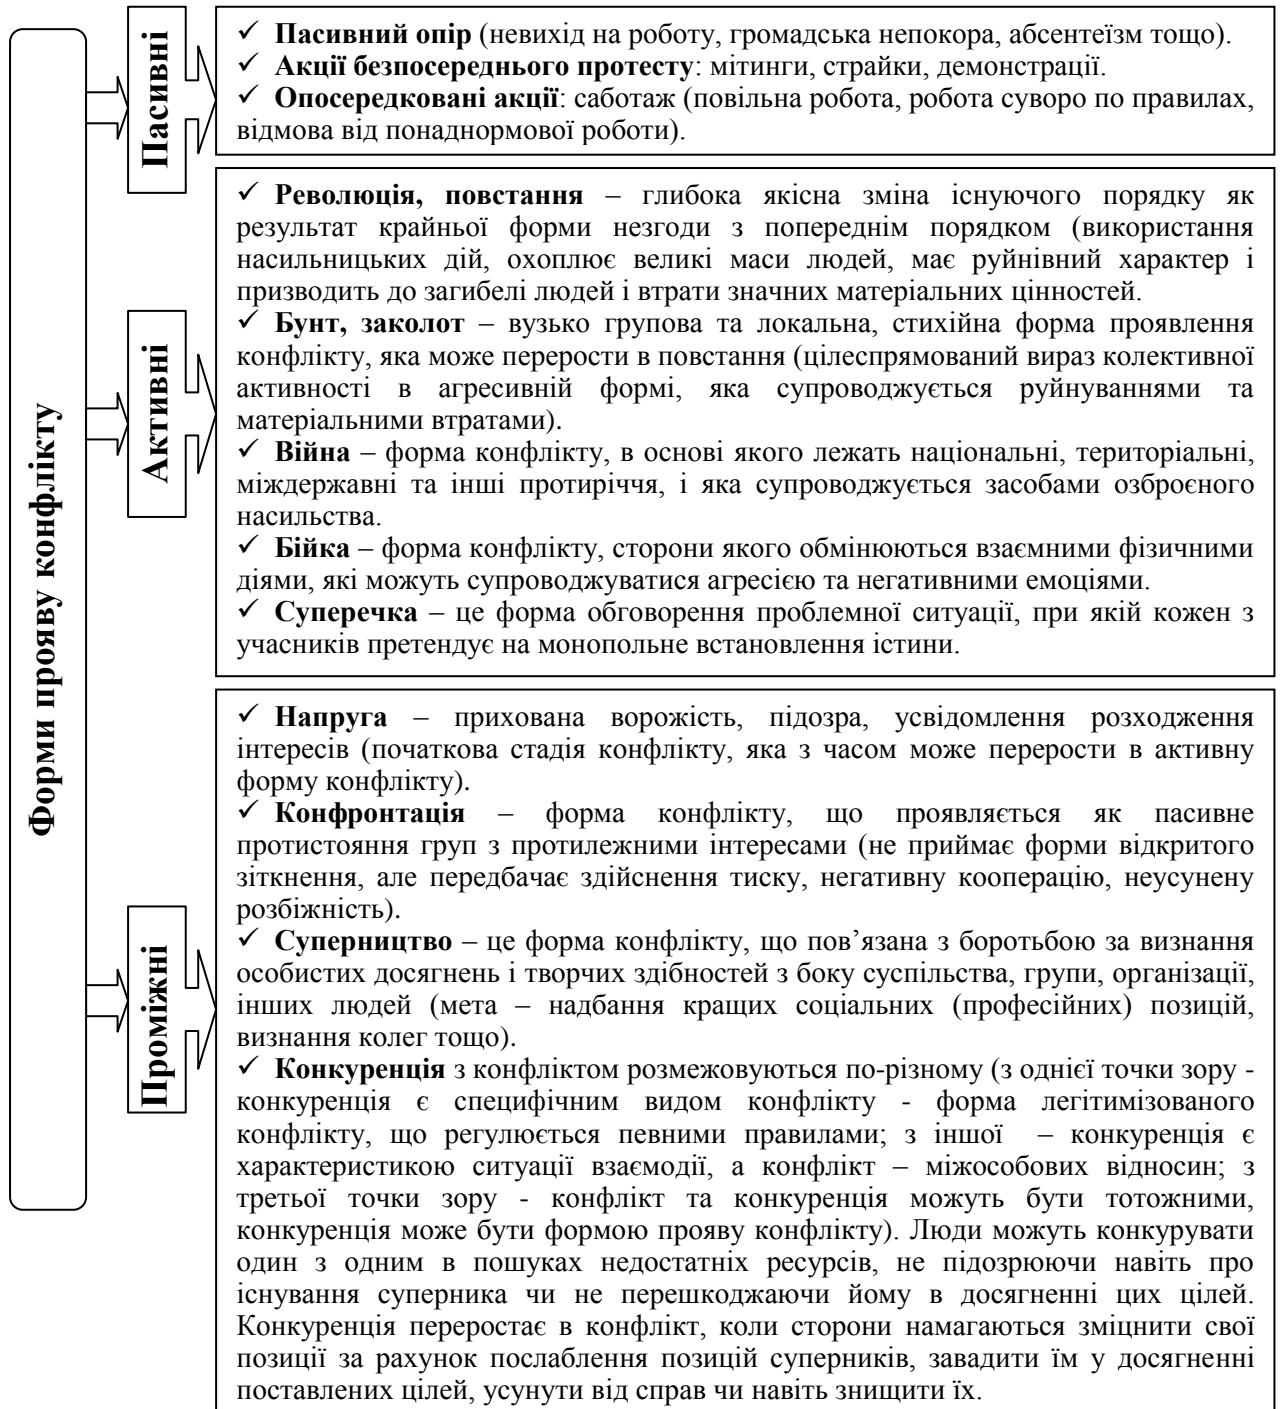 Форми прояву конфлікту
Пасивні
✓ Пасивний опір (невихід на роботу, громадська непокора, абсентеїзм тощо).
✓ Акції безпосереднього протесту: мітинги, страйки, демонстрації.
✓ Опосередковані акції: саботаж (повільна робота, робота суворо по правилах,
відмова від понаднормової роботи).
Активні
✓ Революція, повстання – глибока якісна зміна існуючого порядку як
результат крайньої форми незгоди з попереднім порядком (використання
насильницьких дій, охоплює великі маси людей, має руйнівний характер і
призводить до загибелі людей і втрати значних матеріальних цінностей.
✓ Бунт, заколот – вузько групова та локальна, стихійна форма проявлення
конфлікту, яка може перерости в повстання (цілеспрямований вираз колективної
активності в агресивній формі, яка супроводжується руйнуваннями та
матеріальними втратами).
✓ Війна – форма конфлікту, в основі якого лежать національні, територіальні,
міждержавні та інші протиріччя, і яка супроводжується засобами озброєного
насильства.
✓ Бійка – форма конфлікту, сторони якого обмінюються взаємними фізичними
діями, які можуть супроводжуватися агресією та негативними емоціями.
✓ Суперечка – це форма обговорення проблемної ситуації, при якій кожен з
учасників претендує на монопольне встановлення істини.
Проміжні
✓ Напруга – прихована ворожість, підозра, усвідомлення розходження
інтересів (початкова стадія конфлікту, яка з часом може перерости в активну
форму конфлікту).
✓ Конфронтація – форма конфлікту, що проявляється як пасивне
протистояння груп з протилежними інтересами (не приймає форми відкритого
зіткнення, але передбачає здійснення тиску, негативну кооперацію, неусунену
розбіжність).
✓ Суперництво – це форма конфлікту, що пов’язана з боротьбою за визнання
особистих досягнень і творчих здібностей з боку суспільства, групи, організації,
інших людей (мета – надбання кращих соціальних (професійних) позицій,
визнання колег тощо).
✓ Конкуренція з конфліктом розмежовуються по-різному (з однієї точки зору -
конкуренція є специфічним видом конфлікту - форма легітимізованого
конфлікту, що регулюється певними правилами; з іншої – конкуренція є
характеристикою ситуації взаємодії, а конфлікт – міжособових відносин; з
третьої точки зору - конфлікт та конкуренція можуть бути тотожними,
конкуренція може бути формою прояву конфлікту). Люди можуть конкурувати
один з одним в пошуках недостатніх ресурсів, не підозрюючи навіть про
існування суперника чи не перешкоджаючи йому в досягненні цих цілей.
Конкуренція переростає в конфлікт, коли сторони намагаються зміцнити свої
позиції за рахунок послаблення позицій суперників, завадити їм у досягненні
поставлених цілей, усунути від справ чи навіть знищити їх.